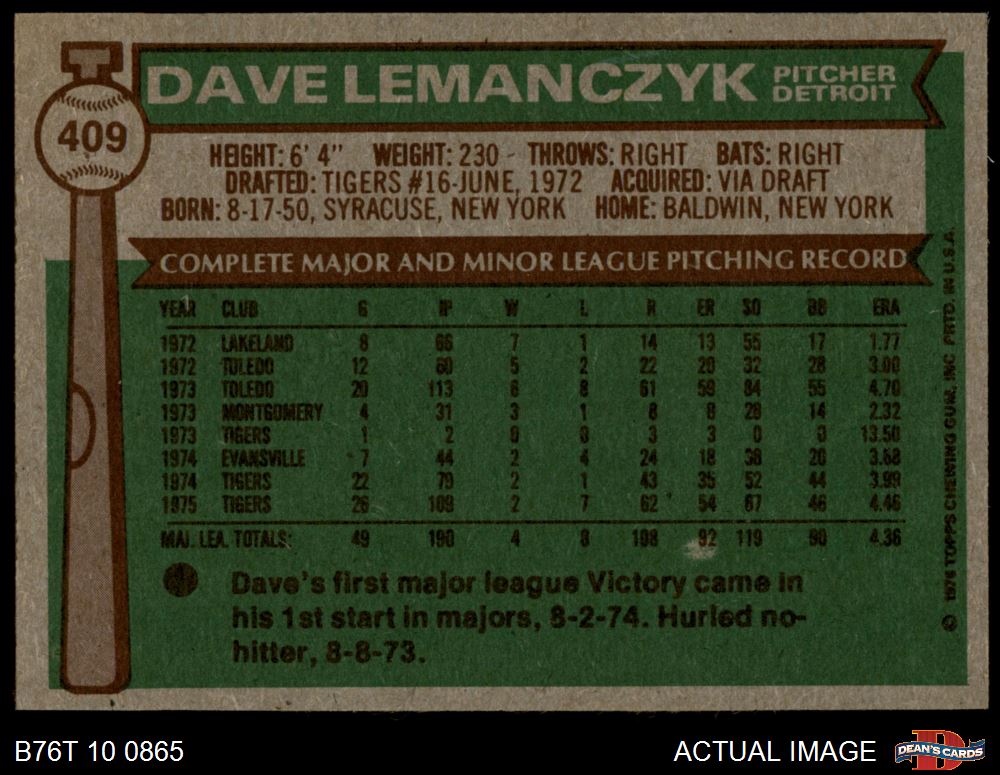 DAVE LEMANCZYK PITCHER DETROIT
409
HEIGHT: 6' 4" WEIGHT: 230 - THROWS: RIGHT BATS: RIGHT
DRAFTED: TIGERS #16-JUNE, 1972 ACQUIRED: VIA DRAFT
BORN: 8-17-50, SYRACUSE, NEW YORK HOME: BALDWIN, NEW YORK
COMPLETE MAJOR AND MINOR LEAGUE PITCHING RECORD
YEAR CLUB G IP W L R ER SO BB ERA
1972 LAKELAND 8 66 7 1 14 13 55 17 1.77
1972 TOLEDO 12 60 5 2 22 20 32 28 3.00
1973 TOLEDO 20 113 6 8 61 59 84 55 4.70
1973 MONTGOMERY 4 31 3 1 8 8 28 14 2.32
1973 TIGERS 1 2 0 0 3 3 0 0 13.50
1974 EVANSVILLE 7 44 2 4 24 18 38 20 3.68
1974 TIGERS 22 79 2 1 43 35 52 44 3.99
1975 TIGERS 26 109 2 7 62 54 67 46 4.46
MAJ. LEA. TOTALS: 49 190 4 8 108 92 119 90 4.36
Dave's first major league Victory came in
his 1st start in majors, 8-2-74. Hurled no-
hitter, 8-8-73.
© 1976 TOPPS CHEWING GUM, INC PRTD. IN U.S.A.
B76T 10 0865
ACTUAL IMAGE
DEAN'S CARDS